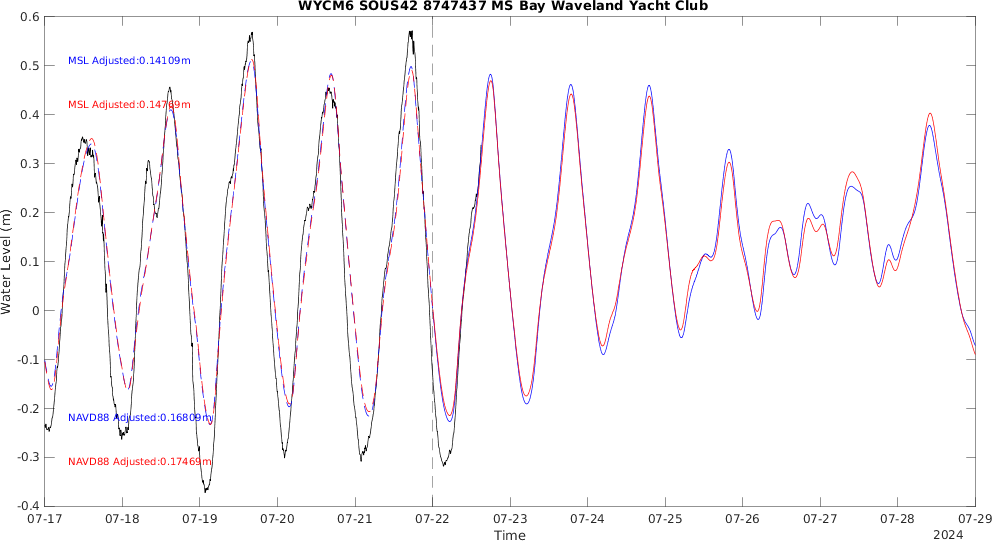 WYCM6 SOUS42 8747437 MS Bay Waveland Yacht Club
0.6
0.5
0.4
0.3
0.2
0.1
0
-0.1
-0.2
-0.3
-0.4
Water Level (m)
MSL Adjusted:0.14109m
MSL Adjusted:0.14769m
NAVD88 Adjusted:0.16809m
NAVD88 Adjusted:0.17469m
07-17 07-18 07-19 07-20 07-21 07-22 07-23 07-24 07-25 07-26 07-27 07-28 07-29
Time
2024